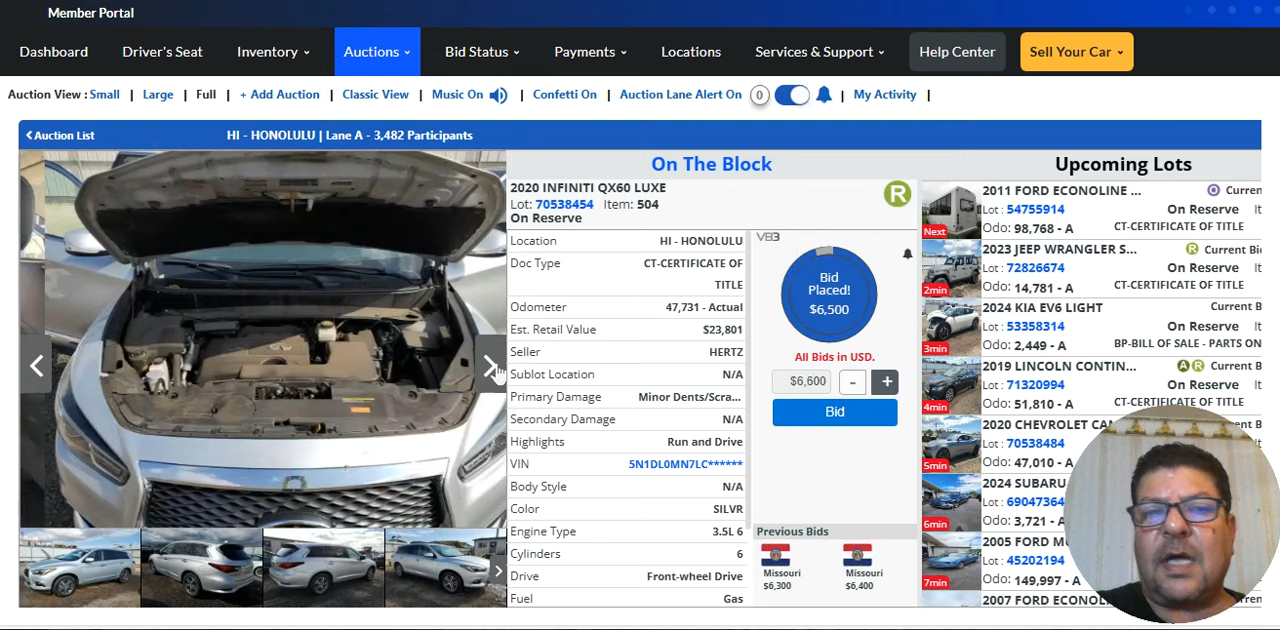 Member Portal
Dashboard Driver's Seat Inventory Auctions Bid Status Payments Locations Services & Support Help Center Sell Your Car
Auction View : Small | Large | Full | + Add Auction | Classic View | Music On | Confetti On | Auction Lane Alert On 0 | My Activity |
Auction List HI - HONOLULU | Lane A - 3,482 Participants
On The Block
2020 INFINITI QX60 LUXE
Lot: 70538454 Item: 504
On Reserve
R
Location HI - HONOLULU
Doc Type CT-CERTIFICATE OF
TITLE
Odometer 47,731 - Actual
Est. Retail Value $23,801
Seller HERTZ
Sublot Location N/A
Primary Damage Minor Dents/Scra...
Secondary Damage N/A
Highlights Run and Drive
VIN 5N1DL0MN7LC******
Body Style N/A
Color SILVR
Engine Type 3.5L 6
Cylinders 6
Drive Front-wheel Drive
Fuel Gas
VB3
Bid
Placed!
$6,500
All Bids in USD.
$6,600 - +
Bid
Previous Bids
Missouri Missouri
$6,300 $6,400
Upcoming Lots
2011 FORD ECONOLINE ... O Curren
Lot : 54755914 On Reserve It
Next Odo: 98,768 - A CT-CERTIFICATE OF TITLE
2023 JEEP WRANGLER S... R Current Bi
Lot : 72826674 On Reserve It
2min Odo: 14,781 - A CT-CERTIFICATE OF TITLE
2024 KIA EV6 LIGHT Current B
Lot : 53358314 On Reserve It
3min Odo: 2,449 - A BP-BILL OF SALE - PARTS ON
2019 LINCOLN CONTIN... A R Current B
Lot : 71320994 On Reserve It
4min Odo: 51,810 - A CT-CERTIFICATE OF TITLE
2020 CHEVROLET CA
Lot : 70538484
5min Odo: 47,010 - A
2024 SUBARU
Lot : 69047364
6min Odo: 3,721 - A
2005 FORD M
Lot : 45202194
7min Odo: 149,997 - A
2007 FORD ECONOL